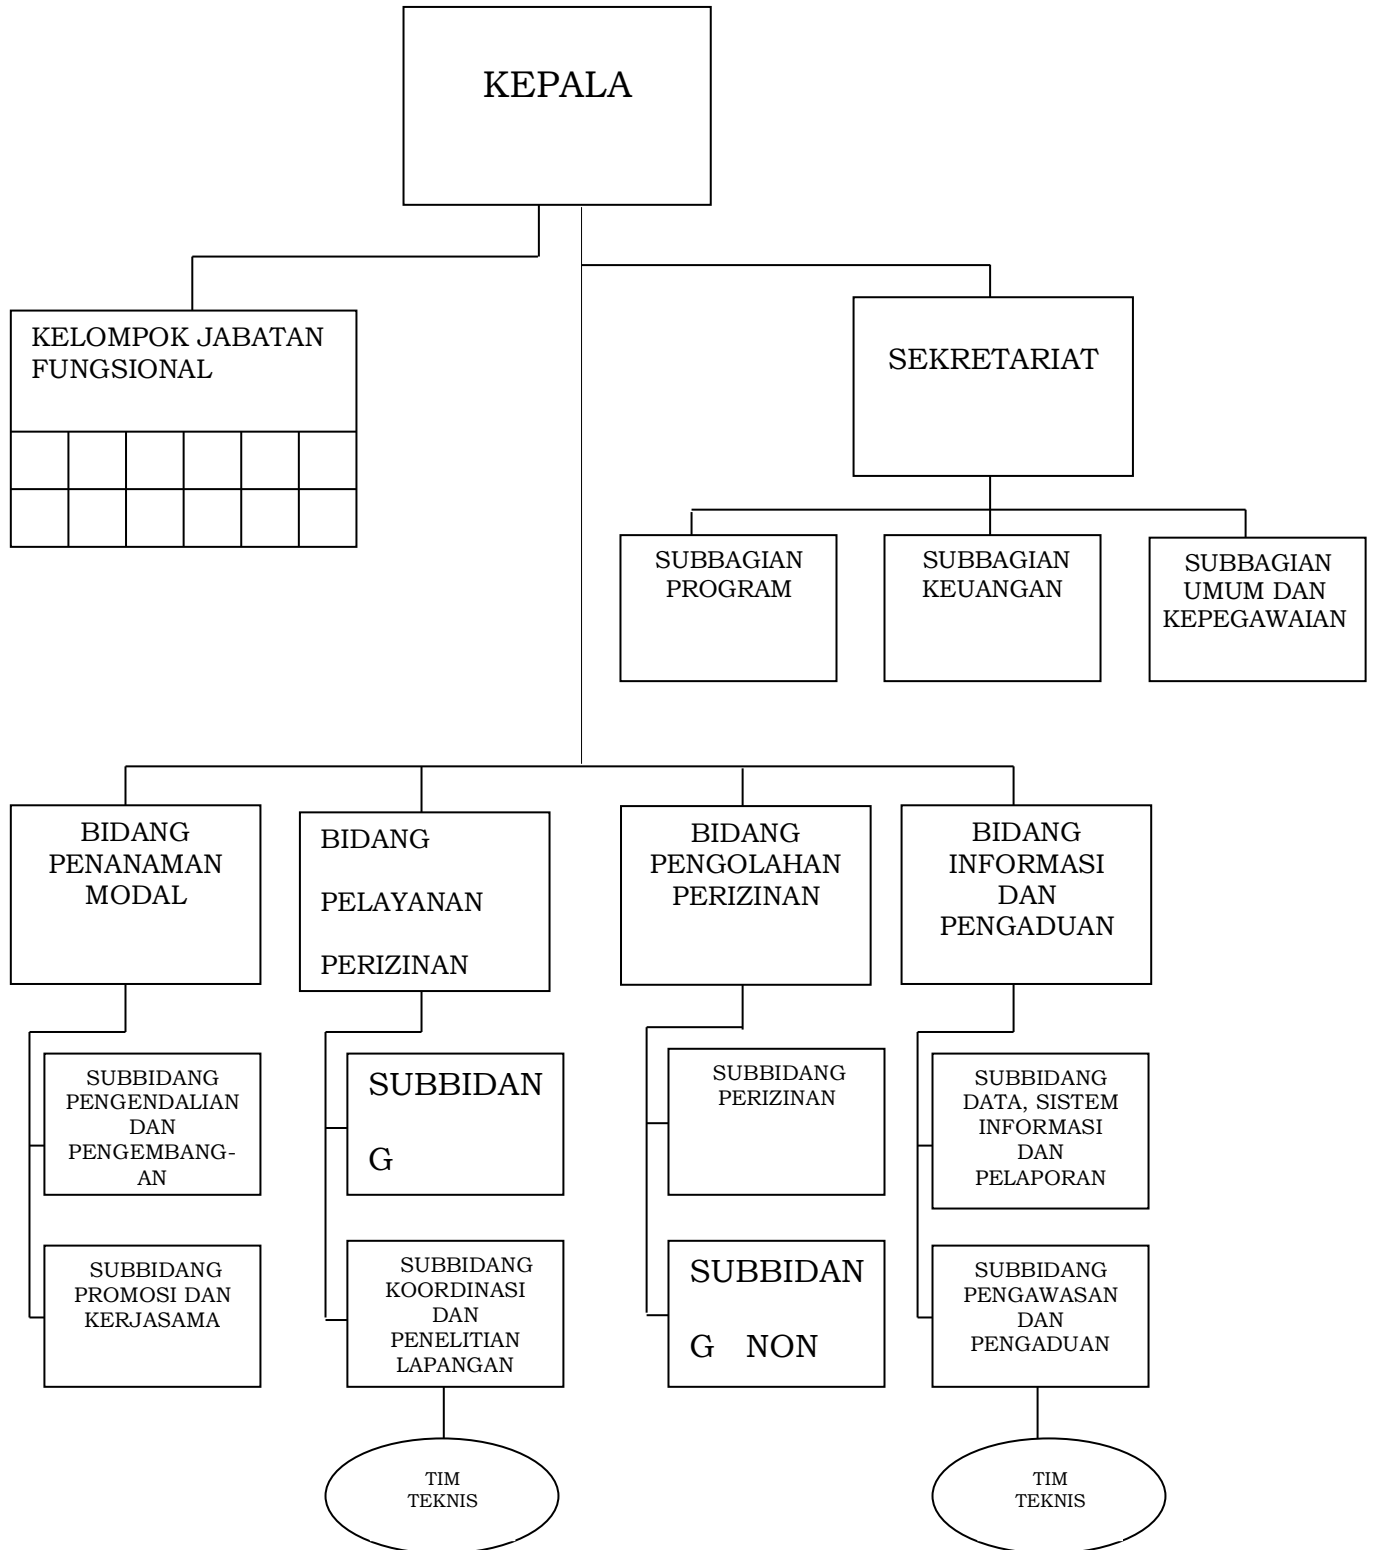 KEPALA
KELOMPOK JABATAN
FUNGSIONAL
SEKRETARIAT
SUBBAGIAN
PROGRAM
SUBBAGIAN
KEUANGAN
SUBBAGIAN
UMUM DAN
KEPEGAWAIAN
BIDANG
PENANAMAN
MODAL
BIDANG
PELAYANAN
PERIZINAN
BIDANG
PENGOLAHAN
PERIZINAN
BIDANG
INFORMASI
DAN
PENGADUAN
SUBBIDANG
PENGENDALIAN
DAN
PENGEMBANG-
AN
SUBBIDAN
G
SUBBIDANG
PERIZINAN
SUBBIDANG
DATA, SISTEM
INFORMASI
DAN
PELAPORAN
SUBBIDANG
PROMOSI DAN
KERJASAMA
SUBBIDANG
KOORDINASI
DAN
PENELITIAN
LAPANGAN
SUBBIDAN
G NON
SUBBIDANG
PENGAWASAN
DAN
PENGADUAN
TIM
TEKNIS
TIM
TEKNIS